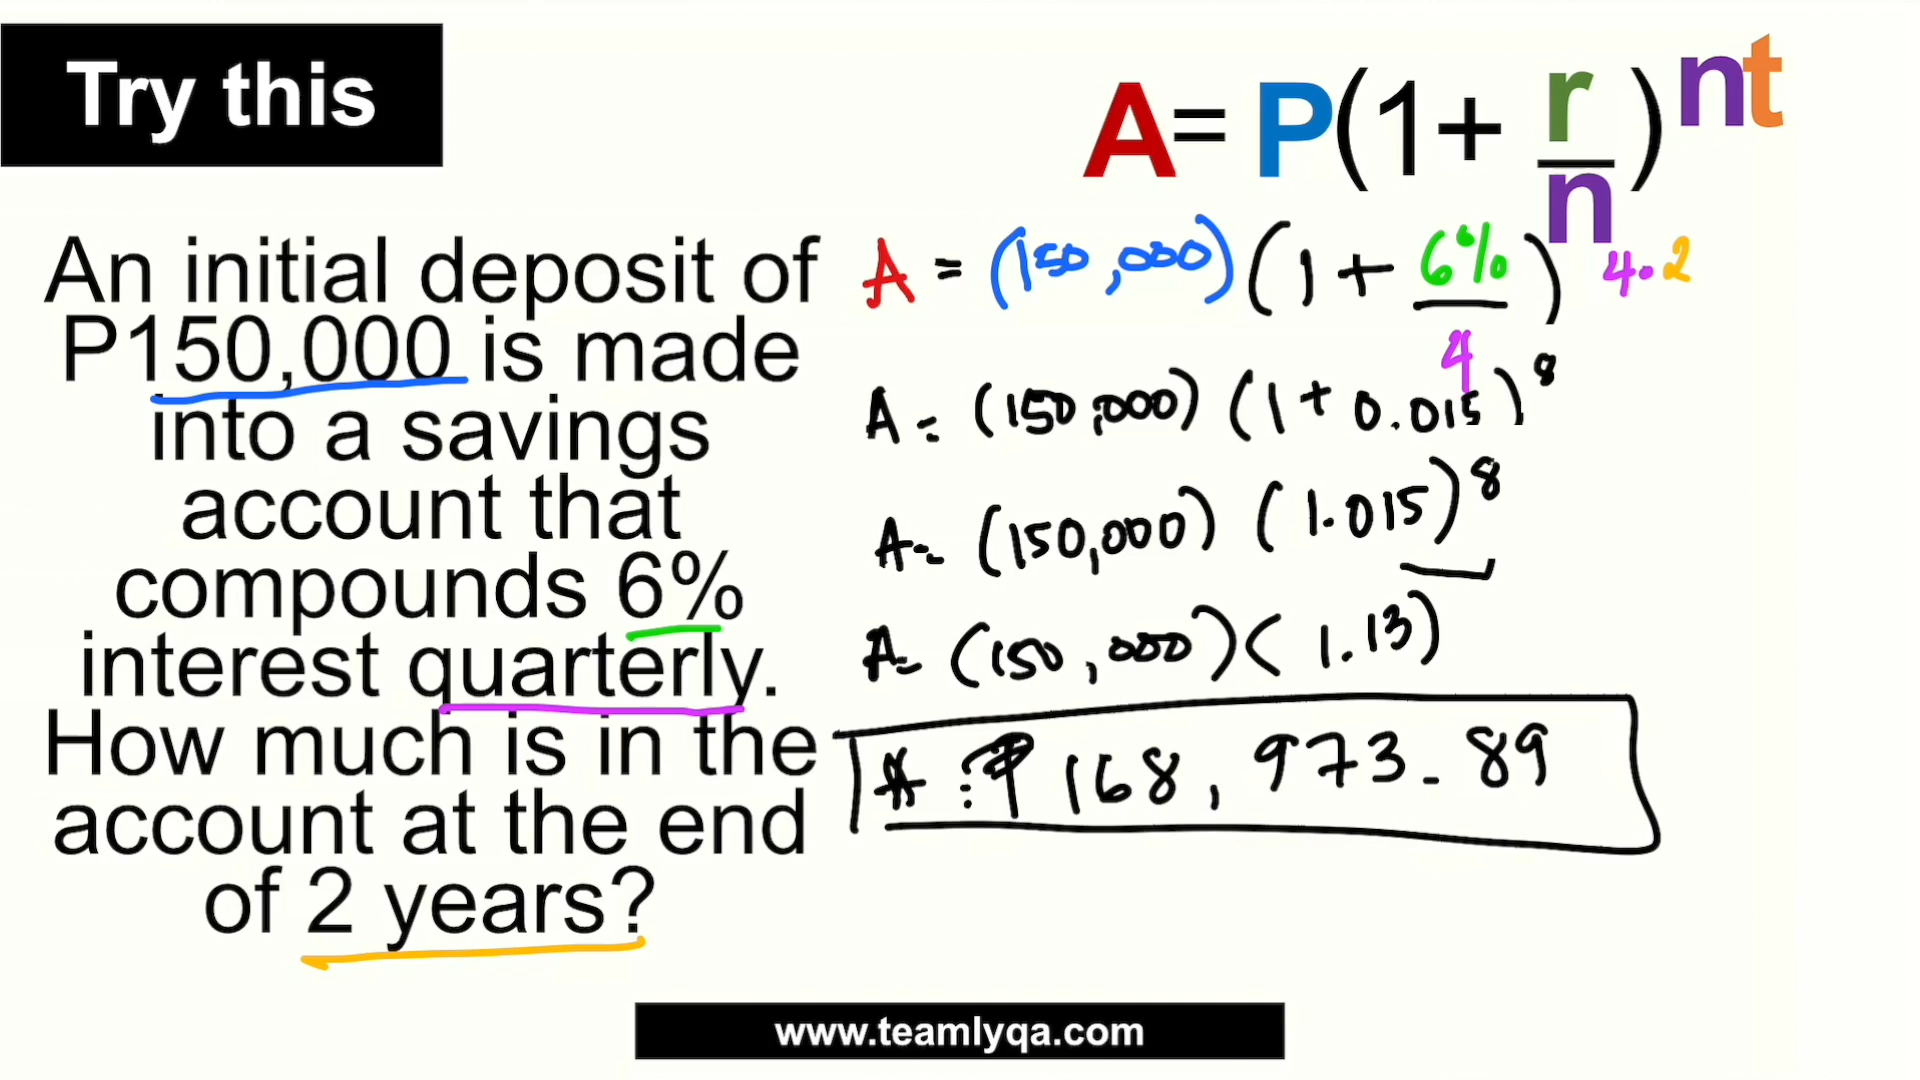 Try this
A= P(1+ r/n)^nt
An initial deposit of
P150,000 is made
into a savings
account that
compounds 6%
interest quarterly.
How much is in the
account at the end
of 2 years?
A = (150,000) (1 + 6%/4)^4·2
A = (150,000) (1 + 0.015)^8
A = (150,000) (1.015)^8
A = (150,000) (1.13)
A = ₱ 168,973.89
www.teamlyqa.com